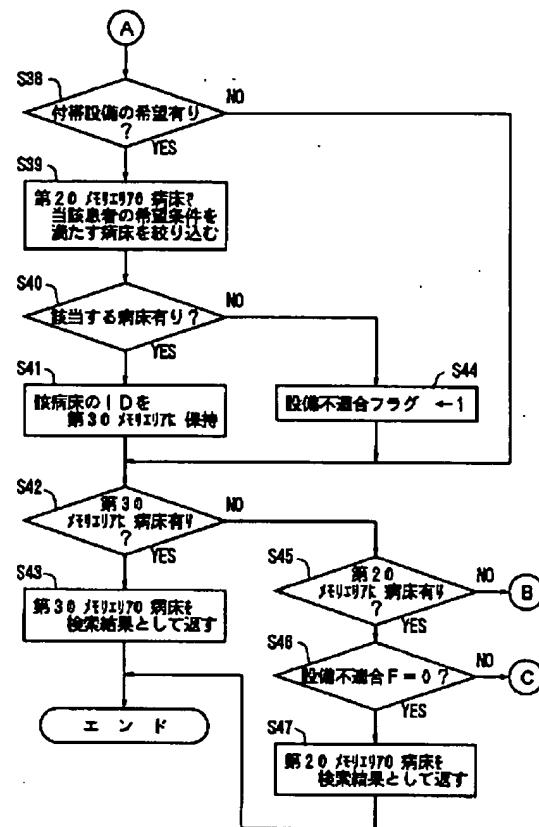 A
S38
付帯設備の希望有り
?
NO
YES
S39
第2の メモリエリアの 病床で
当該患者の希望条件を
満たす病床を絞り込む
S40
該当する病床有り?
NO
YES
S41
該病床のIDを
第3の メモリエリアに 保持
S44
設備不適合フラグ ←1
S42
第3の
メモリエリアに 病床有り
?
NO
YES
S43
第3の メモリエリアの 病床を
検索結果として返す
エンド
S45
第2の
メモリエリアに 病床有り
?
NO
B
YES
S46
設備不適合F=0?
NO
C
YES
S47
第2の メモリエリアの 病床を
検索結果として返す